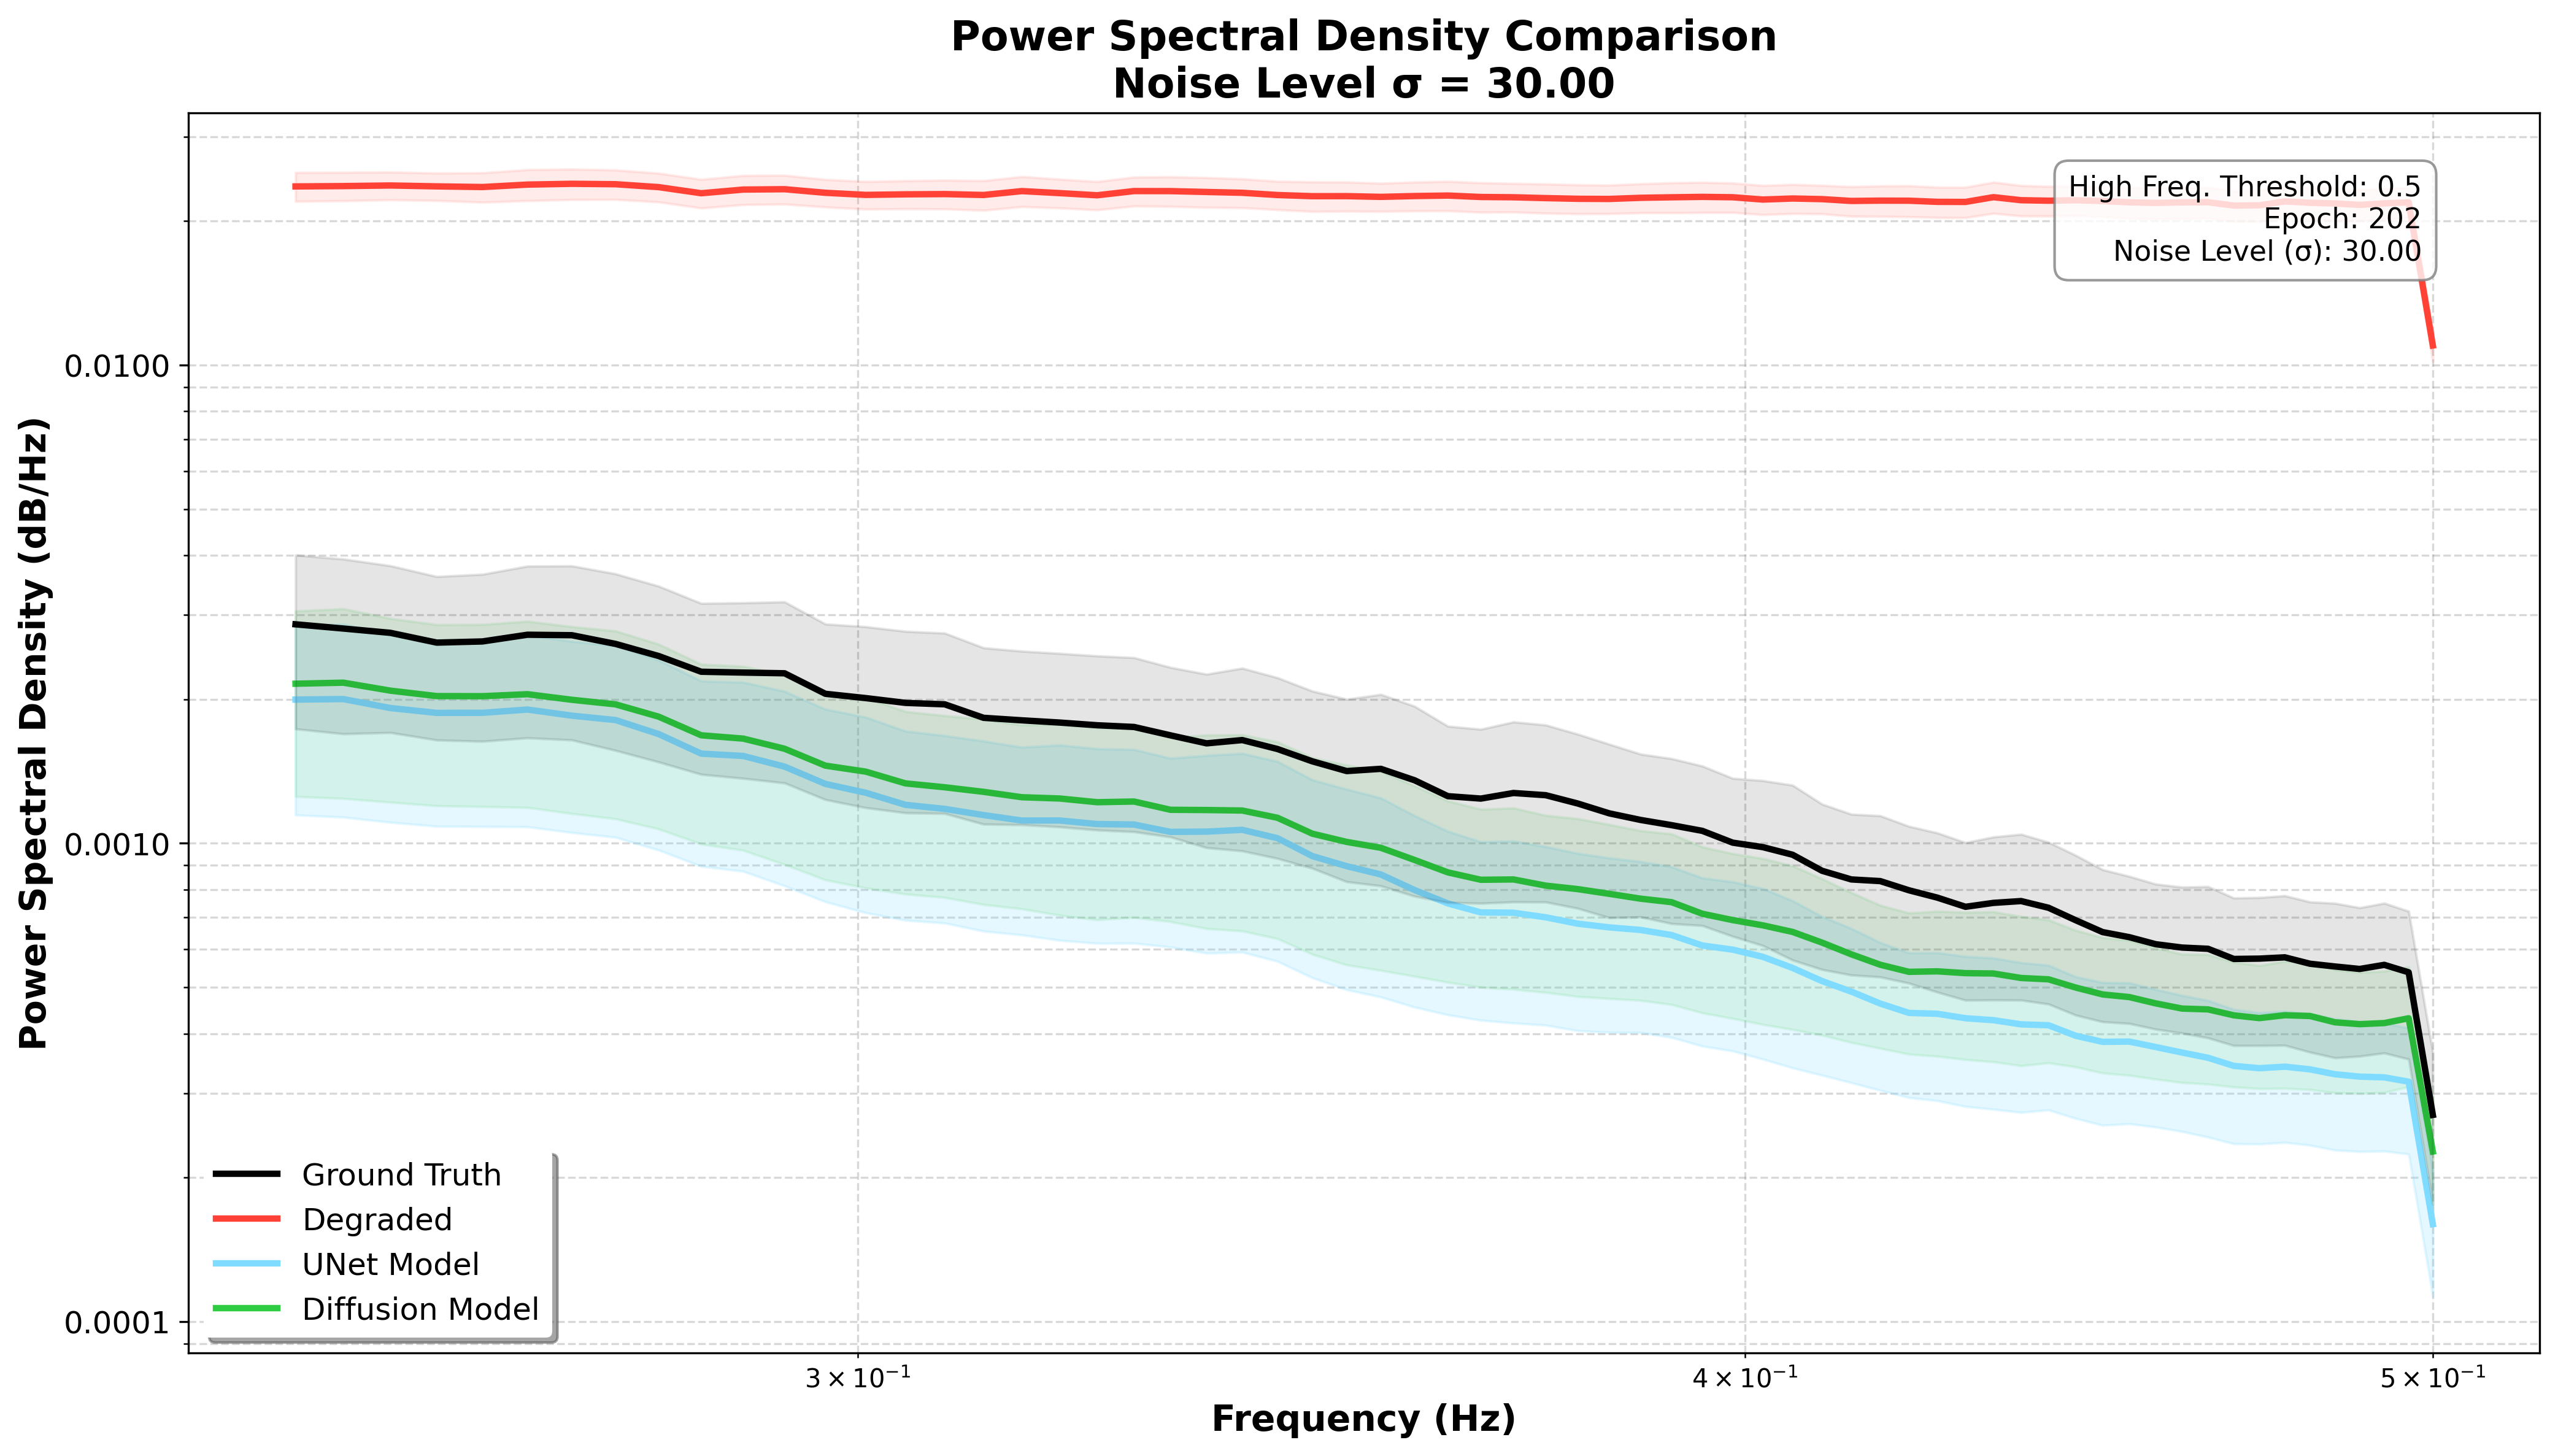 Power Spectral Density Comparison
Noise Level σ = 30.00
High Freq. Threshold: 0.5
Epoch: 202
Noise Level (σ): 30.00
Power Spectral Density (dB/Hz)
0.0100
0.0010
0.0001
Ground Truth
Degraded
UNet Model
Diffusion Model
3 × 10⁻¹
4 × 10⁻¹
5 × 10⁻¹
Frequency (Hz)